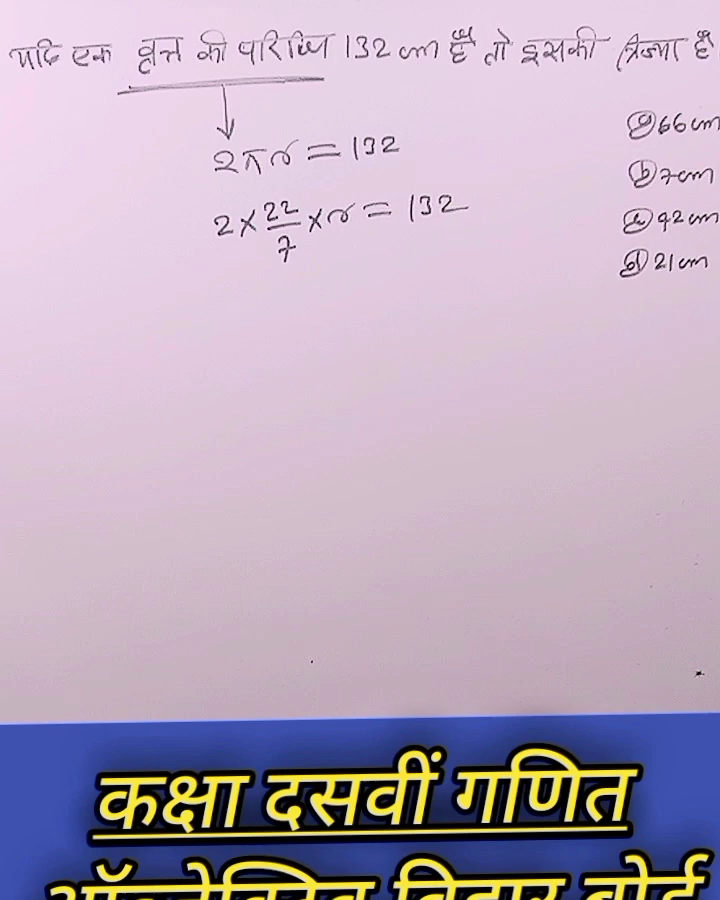 यदि एक वृत्त की परिधि 132 cm है तो इसकी त्रिज्या है
2πr = 132
2 × 22/7 × r = 132
(a) 66 cm
(b) 7 cm
(c) 42 cm
(d) 21 cm
कक्षा दसवीं गणित
ऑब्जेक्टिव बिहार बोर्ड